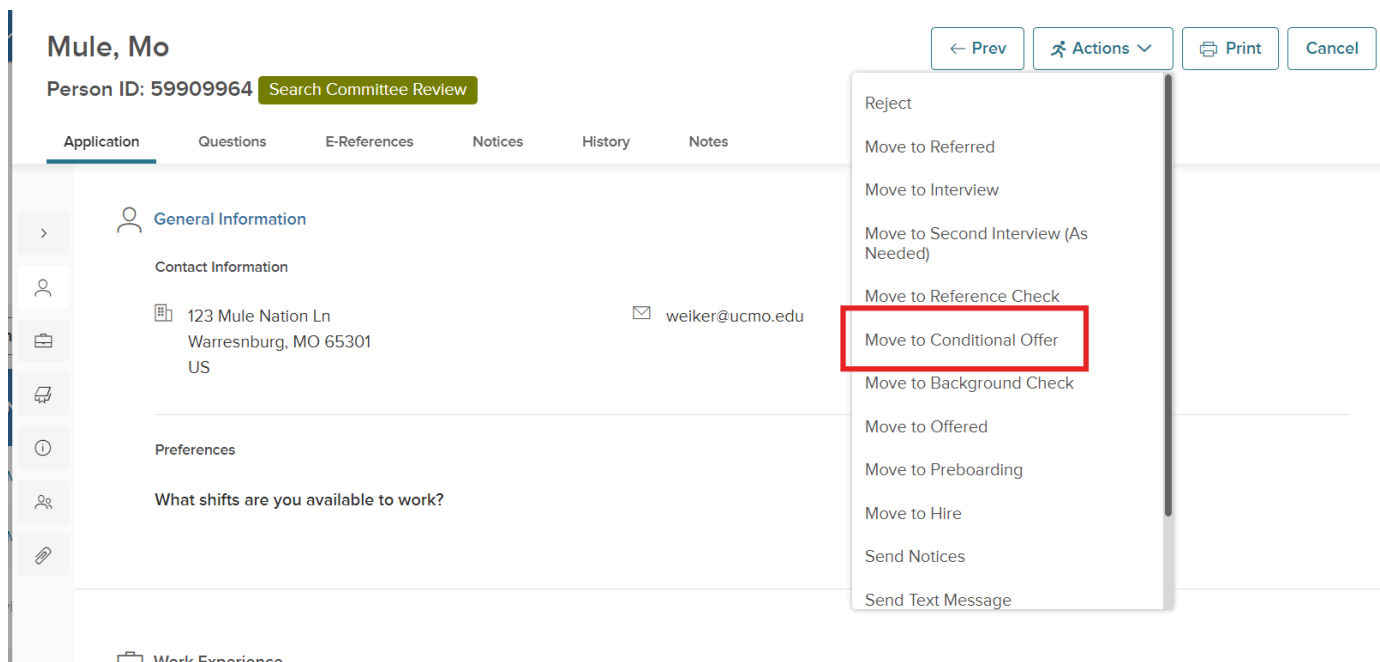 Mule, Mo
← Prev
Actions
Print
Cancel
Person ID: 59909964
Search Committee Review
Application
Questions
E-References
Notices
History
Notes
Reject
Move to Referred
Move to Interview
Move to Second Interview (As
Needed)
Move to Reference Check
Move to Conditional Offer
Move to Background Check
Move to Offered
Move to Preboarding
Move to Hire
Send Notices
Send Text Message
General Information
Contact Information
123 Mule Nation Ln
Warresnburg, MO 65301
US
weiker@ucmo.edu
Preferences
What shifts are you available to work?
Work Experience